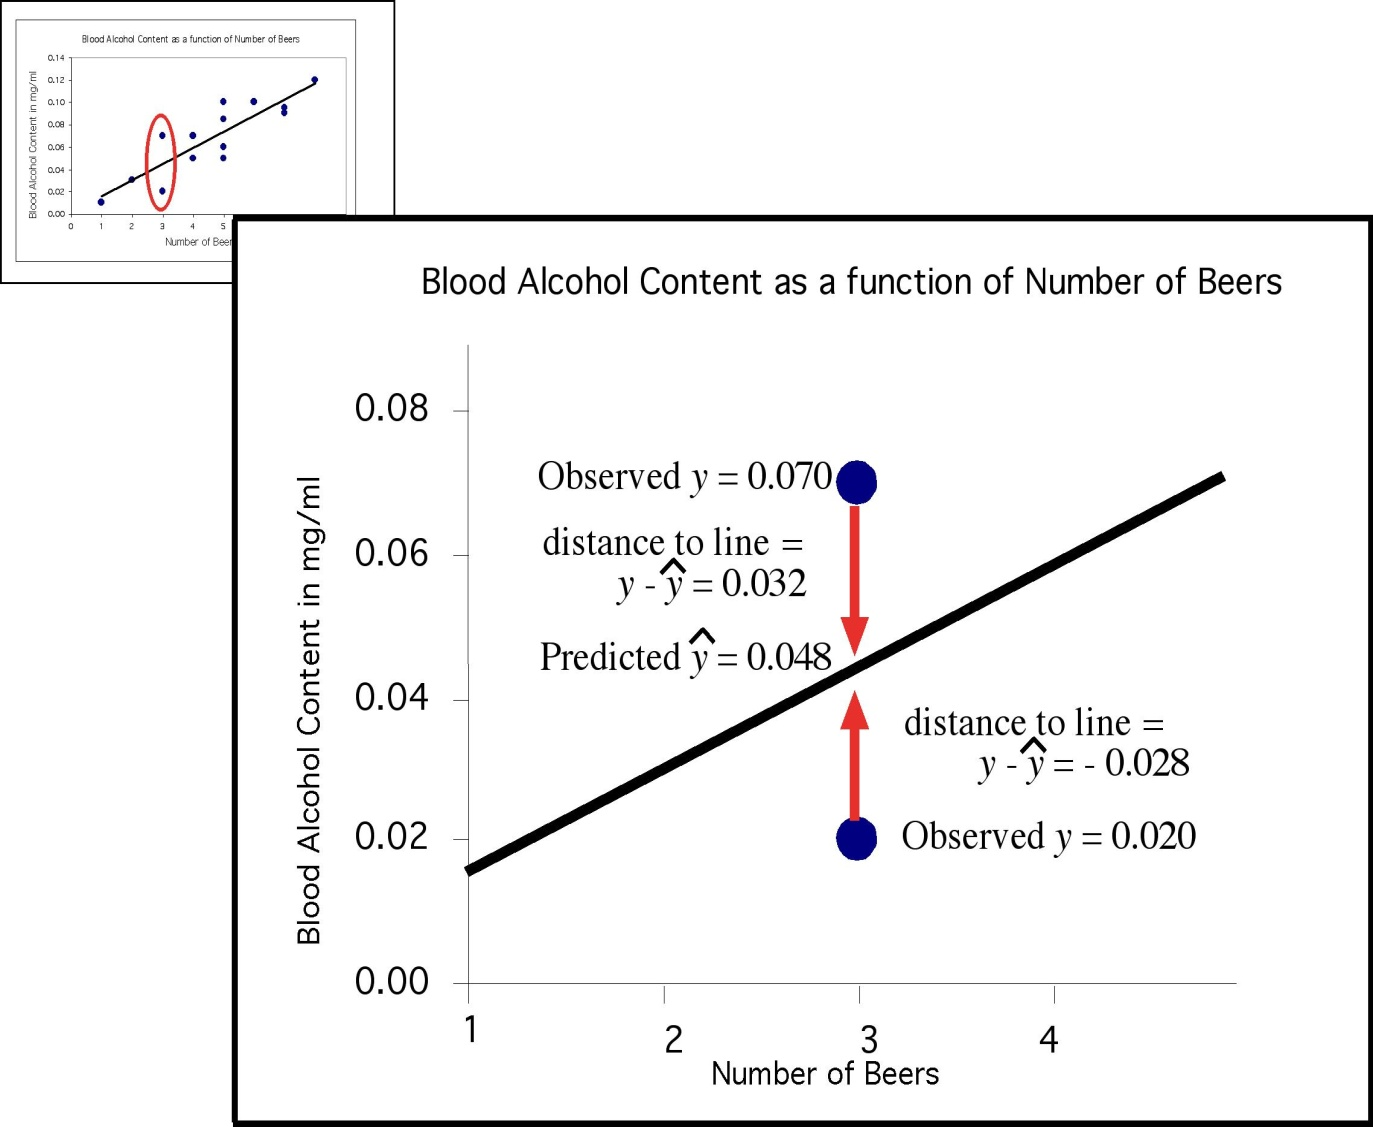 Blood Alcohol Content as a function of Number of Beers
Blood Alcohol Content in mg/ml
0.14
0.12
0.10
0.08
0.06
0.04
0.02
0.00
0 1 2 3 4 5
Number of Beer
Blood Alcohol Content as a function of Number of Beers
Blood Alcohol Content in mg/ml
0.08
Observed y = 0.070
distance to line =
0.06
y - ŷ = 0.032
Predicted ŷ = 0.048
0.04
distance to line =
y - ŷ = - 0.028
0.02
Observed y = 0.020
0.00
1 2 3 4
Number of Beers